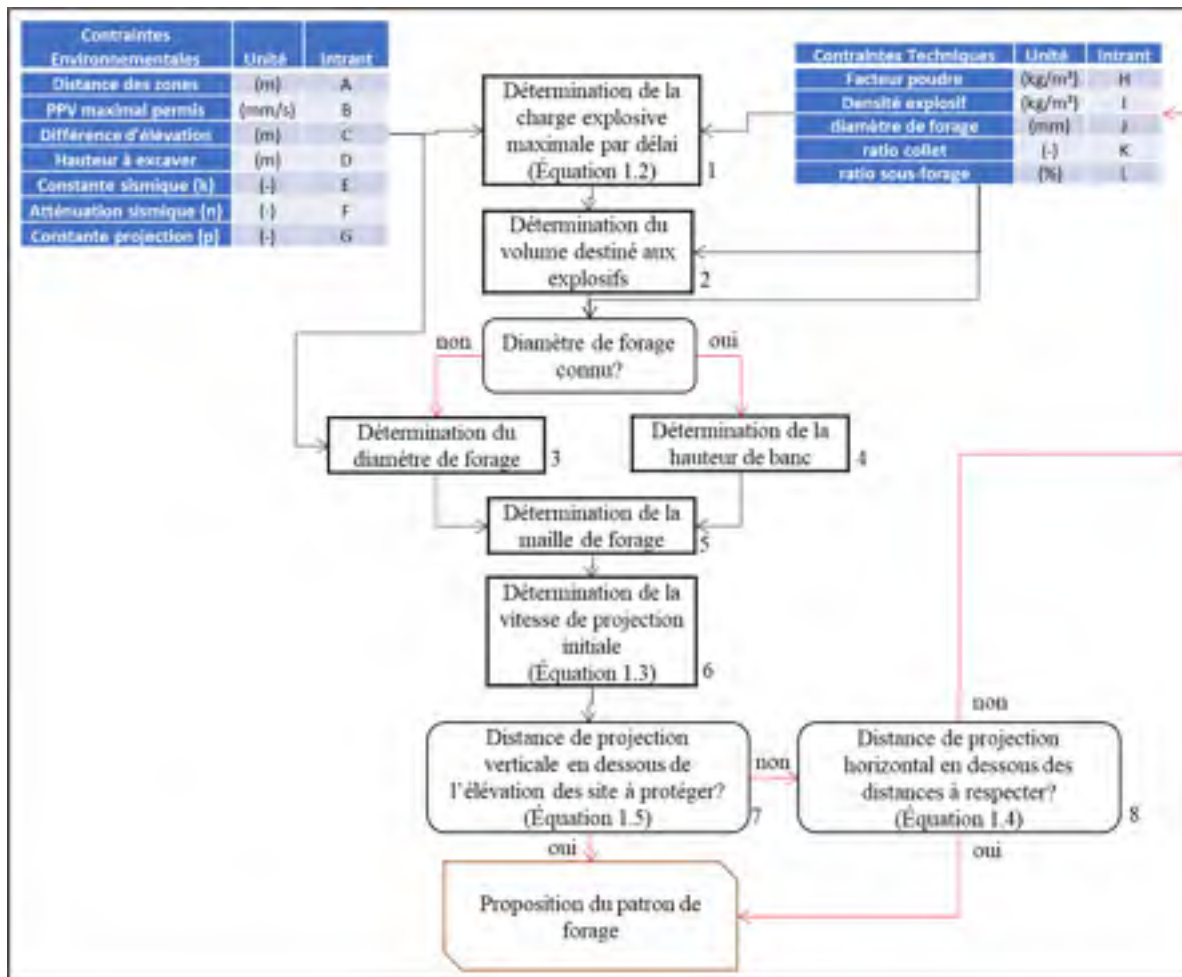 Contraintes
Environnementales Unité Intrant
Distance des zones (m) A
PPV maximal permis (mm/s) B
Différence d'élévation (m) C
Hauteur à excaver (m) D
Constante sismique (k) (-) E
Atténuation sismique (n) (-) F
Constante projection (p) (-) G
Contraintes Techniques Unité Intrant
Facteur poudre (kg/m³) H
Densité explosif (kg/m³) I
diamètre de forage (mm) J
ratio collet (-) K
ratio sous-forage (%) L
Détermination de la
charge explosive
maximale par délai
(Équation 1.2)
1
Détermination du
volume destiné aux
explosifs
2
non
Diamètre de forage
connu?
oui
Détermination du
diamètre de forage
3
Détermination de la
hauteur de banc
4
Détermination de la
maille de forage
5
Détermination de la
vitesse de projection
initiale
(Équation 1.3)
6
Distance de projection
verticale en dessous de
l'élévation des site à protéger?
(Équation 1.5)
7
non
non
Distance de projection
horizontal en dessous des
distances à respecter?
(Équation 1.4)
8
oui
oui
Proposition du patron de
forage